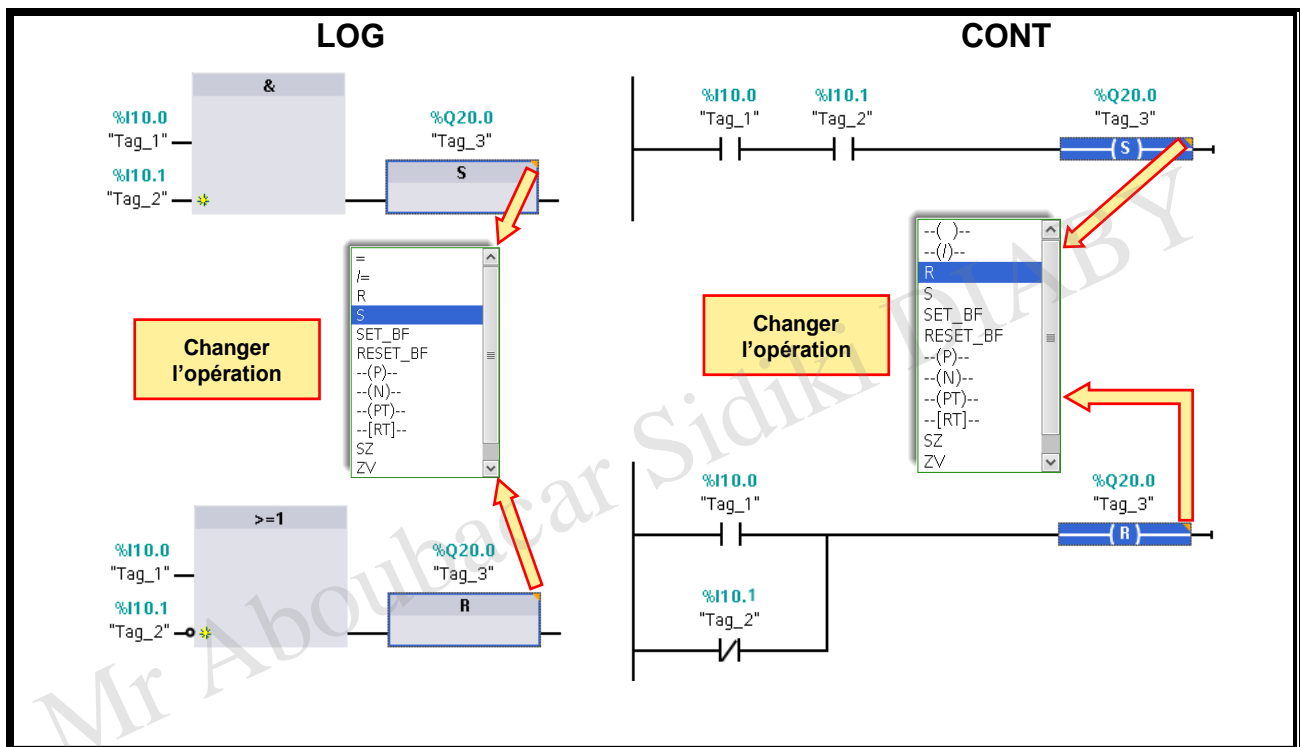 LOG
&
%I10.0
"Tag_1"
%I10.1
"Tag_2"
%Q20.0
"Tag_3"
S
=
/=
R
S
SET_BF
RESET_BF
--(P)--
--(N)--
--(PT)--
--[RT]--
SZ
ZV
Changer
l'opération
>=1
%I10.0
"Tag_1"
%I10.1
"Tag_2"
%Q20.0
"Tag_3"
R
CONT
%I10.0
"Tag_1"
%I10.1
"Tag_2"
%Q20.0
"Tag_3"
( S )
--( )--
--(/)--
R
S
SET_BF
RESET_BF
--(P)--
--(N)--
--(PT)--
--[RT]--
SZ
ZV
Changer
l'opération
%I10.0
"Tag_1"
%Q20.0
"Tag_3"
( R )
%I10.1
"Tag_2"
Mr Aboubacar Sidiki DIABY